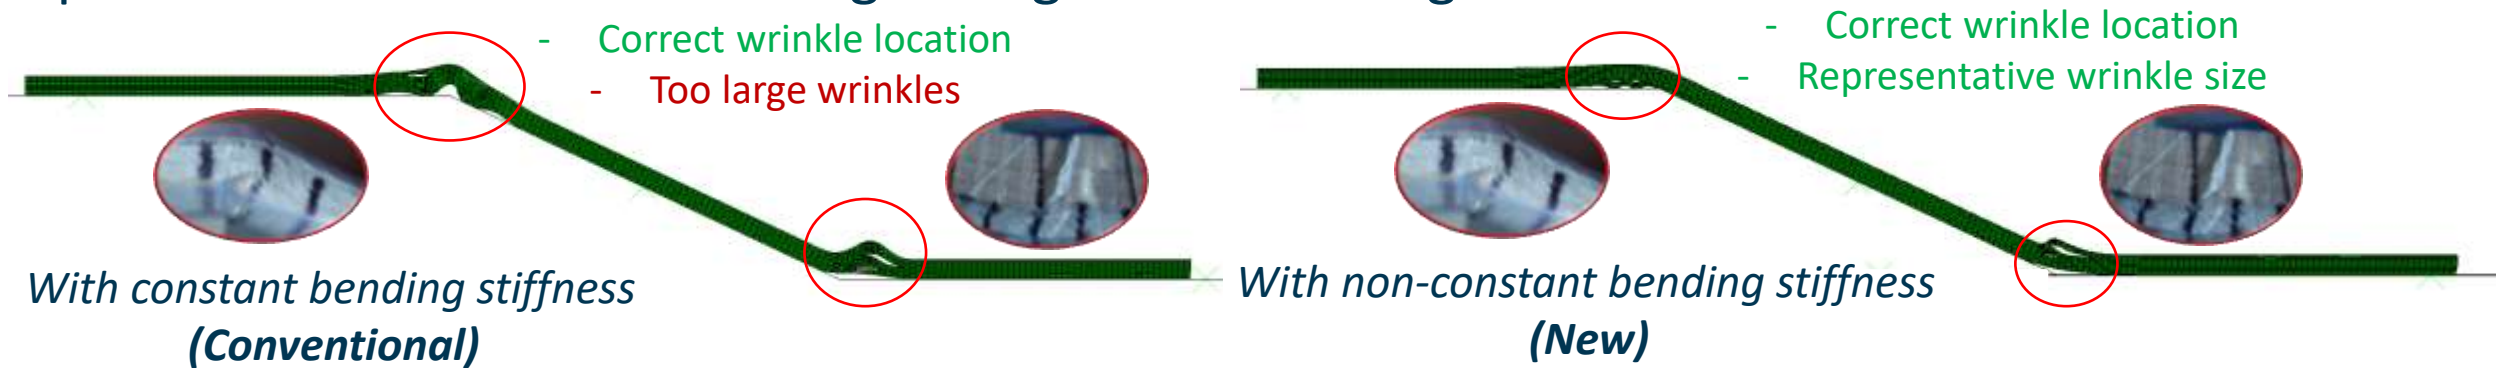 - Correct wrinkle location
- Too large wrinkles
With constant bending stiffness
(Conventional)
- Correct wrinkle location
- Representative wrinkle size
With non-constant bending stiffness
(New)